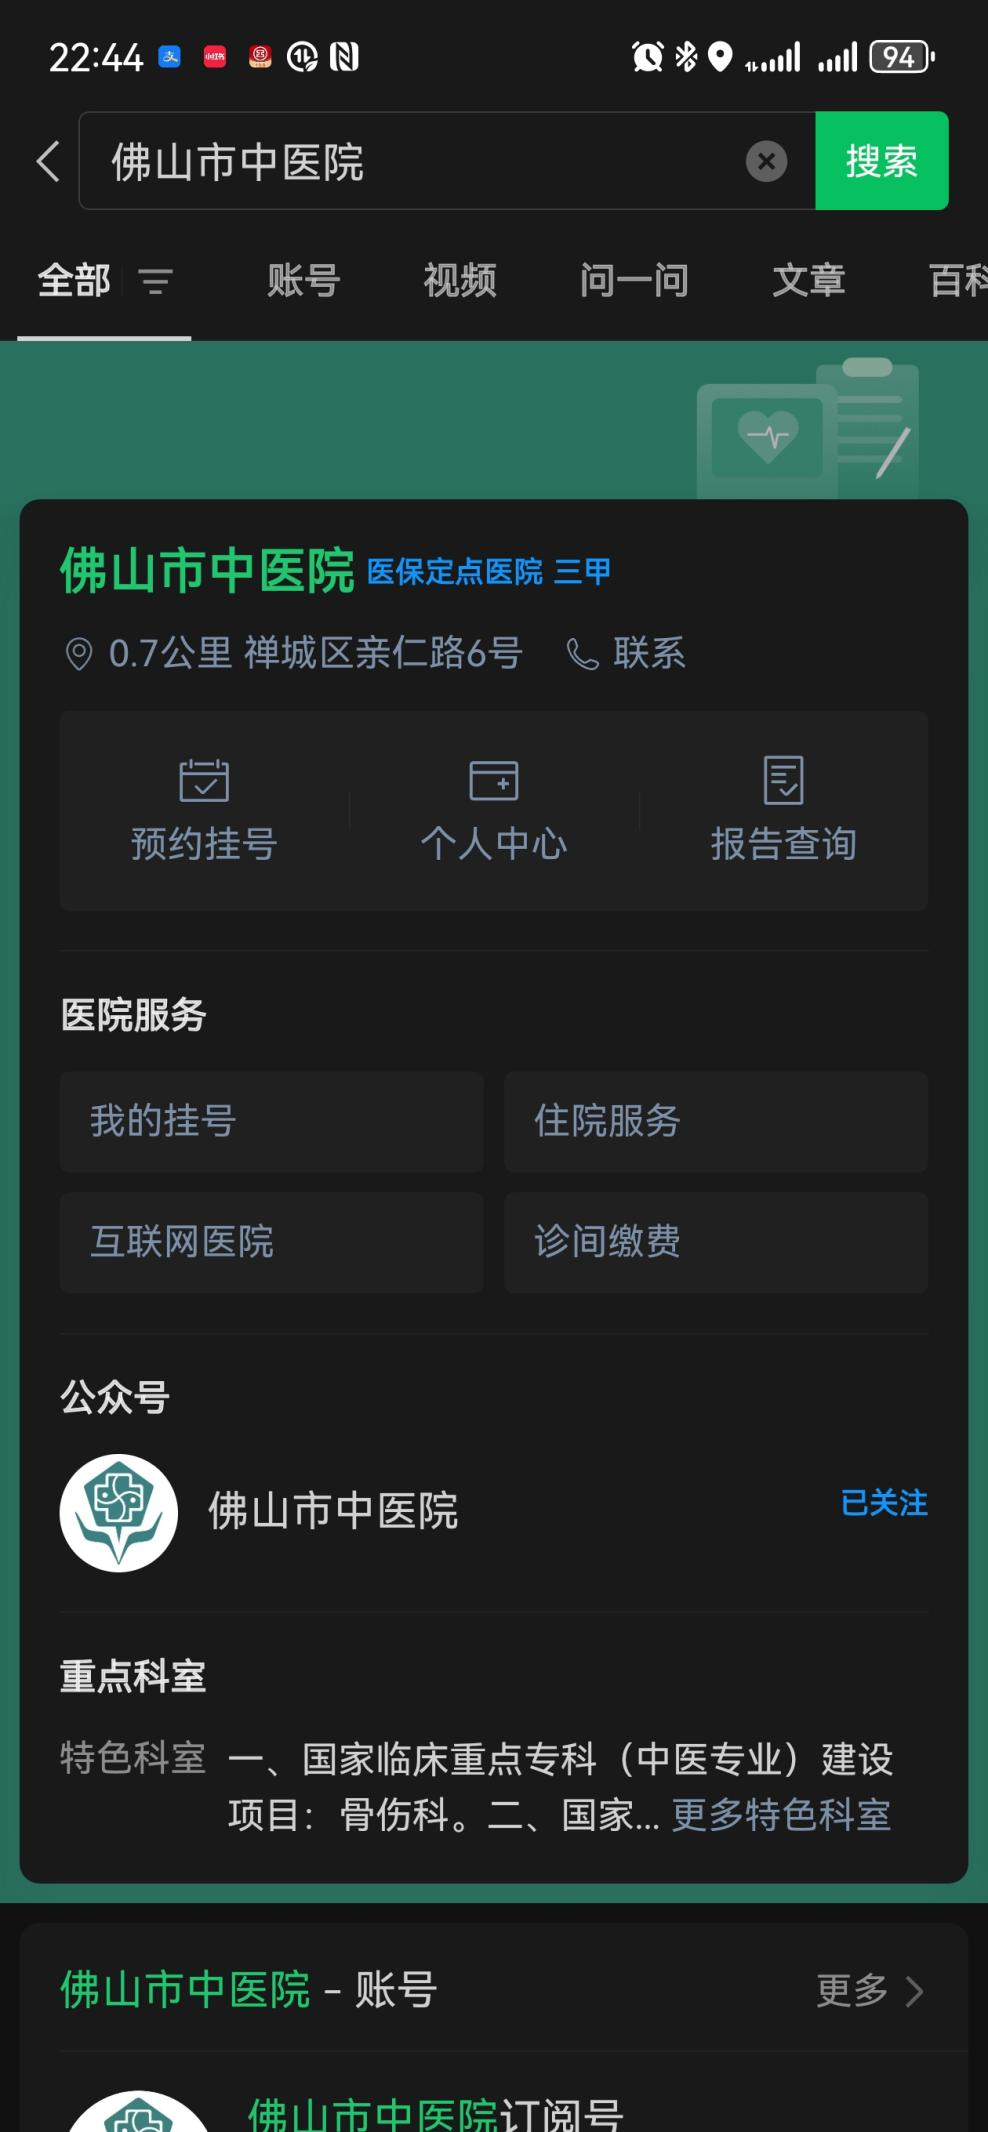 22:44 94
佛山市中医院 搜索
全部 账号 视频 问一问 文章 百科
佛山市中医院 医保定点医院 三甲
0.7公里 禅城区亲仁路6号 联系
预约挂号 个人中心 报告查询
医院服务
我的挂号 住院服务
互联网医院 诊间缴费
公众号
佛山市中医院 已关注
重点科室
特色科室 一、国家临床重点专科（中医专业）建设
项目：骨伤科。二、国家... 更多特色科室
佛山市中医院 - 账号 更多
佛山市中医院订阅号